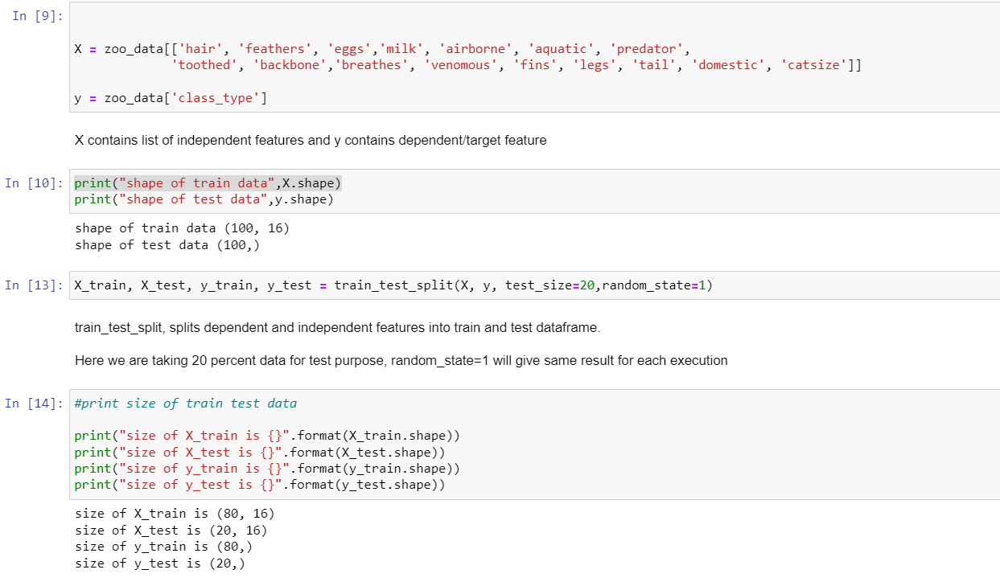 In [9]:
X = zoo_data[['hair', 'feathers', 'eggs','milk', 'airborne', 'aquatic', 'predator',
'toothed', 'backbone','breathes', 'venomous', 'fins', 'legs', 'tail', 'domestic', 'catsize']]
y = zoo_data['class_type']
X contains list of independent features and y contains dependent/target feature
In [10]:
print("shape of train data",X.shape)
print("shape of test data",y.shape)
shape of train data (100, 16)
shape of test data (100,)
In [13]:
X_train, X_test, y_train, y_test = train_test_split(X, y, test_size=20,random_state=1)
train_test_split, splits dependent and independent features into train and test dataframe.
Here we are taking 20 percent data for test purpose, random_state=1 will give same result for each execution
In [14]:
#print size of train test data
print("size of X_train is {}".format(X_train.shape))
print("size of X_test is {}".format(X_test.shape))
print("size of y_train is {}".format(y_train.shape))
print("size of y_test is {}".format(y_test.shape))
size of X_train is (80, 16)
size of X_test is (20, 16)
size of y_train is (80,)
size of y_test is (20,)